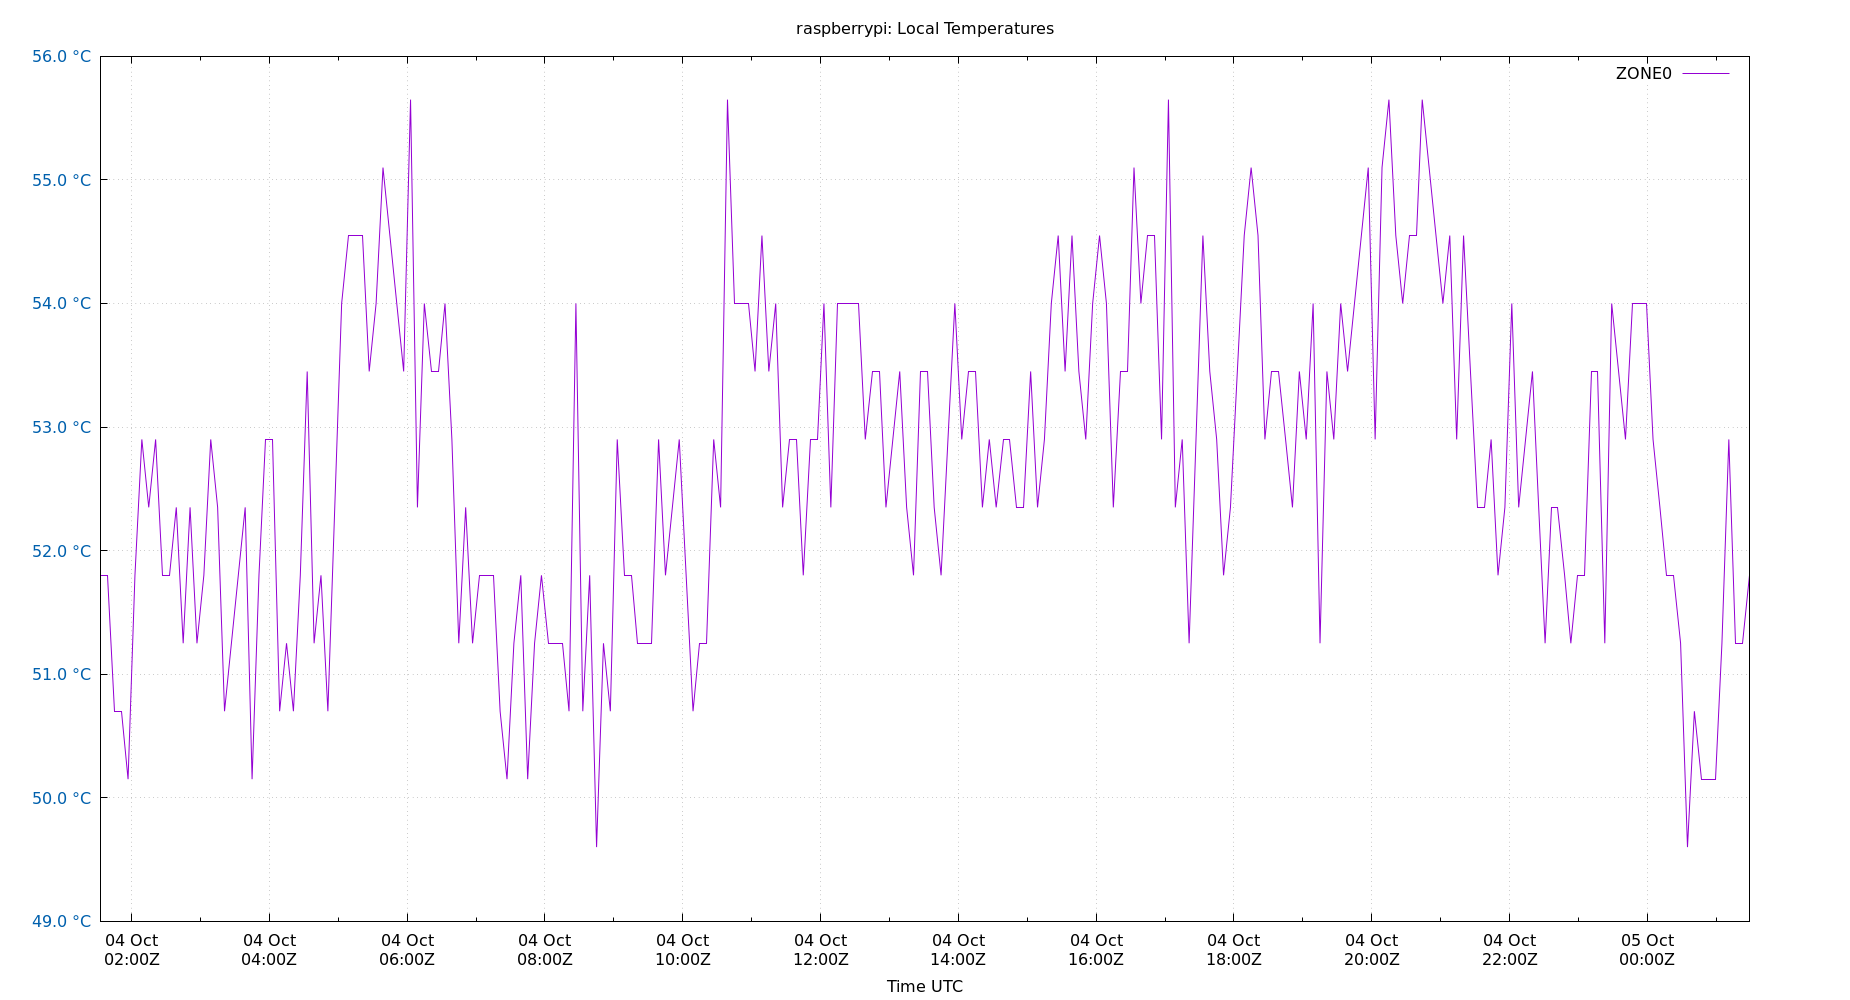 raspberrypi: Local Temperatures
56.0 °C
ZONE0
55.0 °C
54.0 °C
53.0 °C
52.0 °C
51.0 °C
50.0 °C
49.0 °C
04 Oct 04 Oct 04 Oct 04 Oct 04 Oct 04 Oct 04 Oct 04 Oct 04 Oct 04 Oct 04 Oct 05 Oct
02:00Z 04:00Z 06:00Z 08:00Z 10:00Z 12:00Z 14:00Z 16:00Z 18:00Z 20:00Z 22:00Z 00:00Z
Time UTC